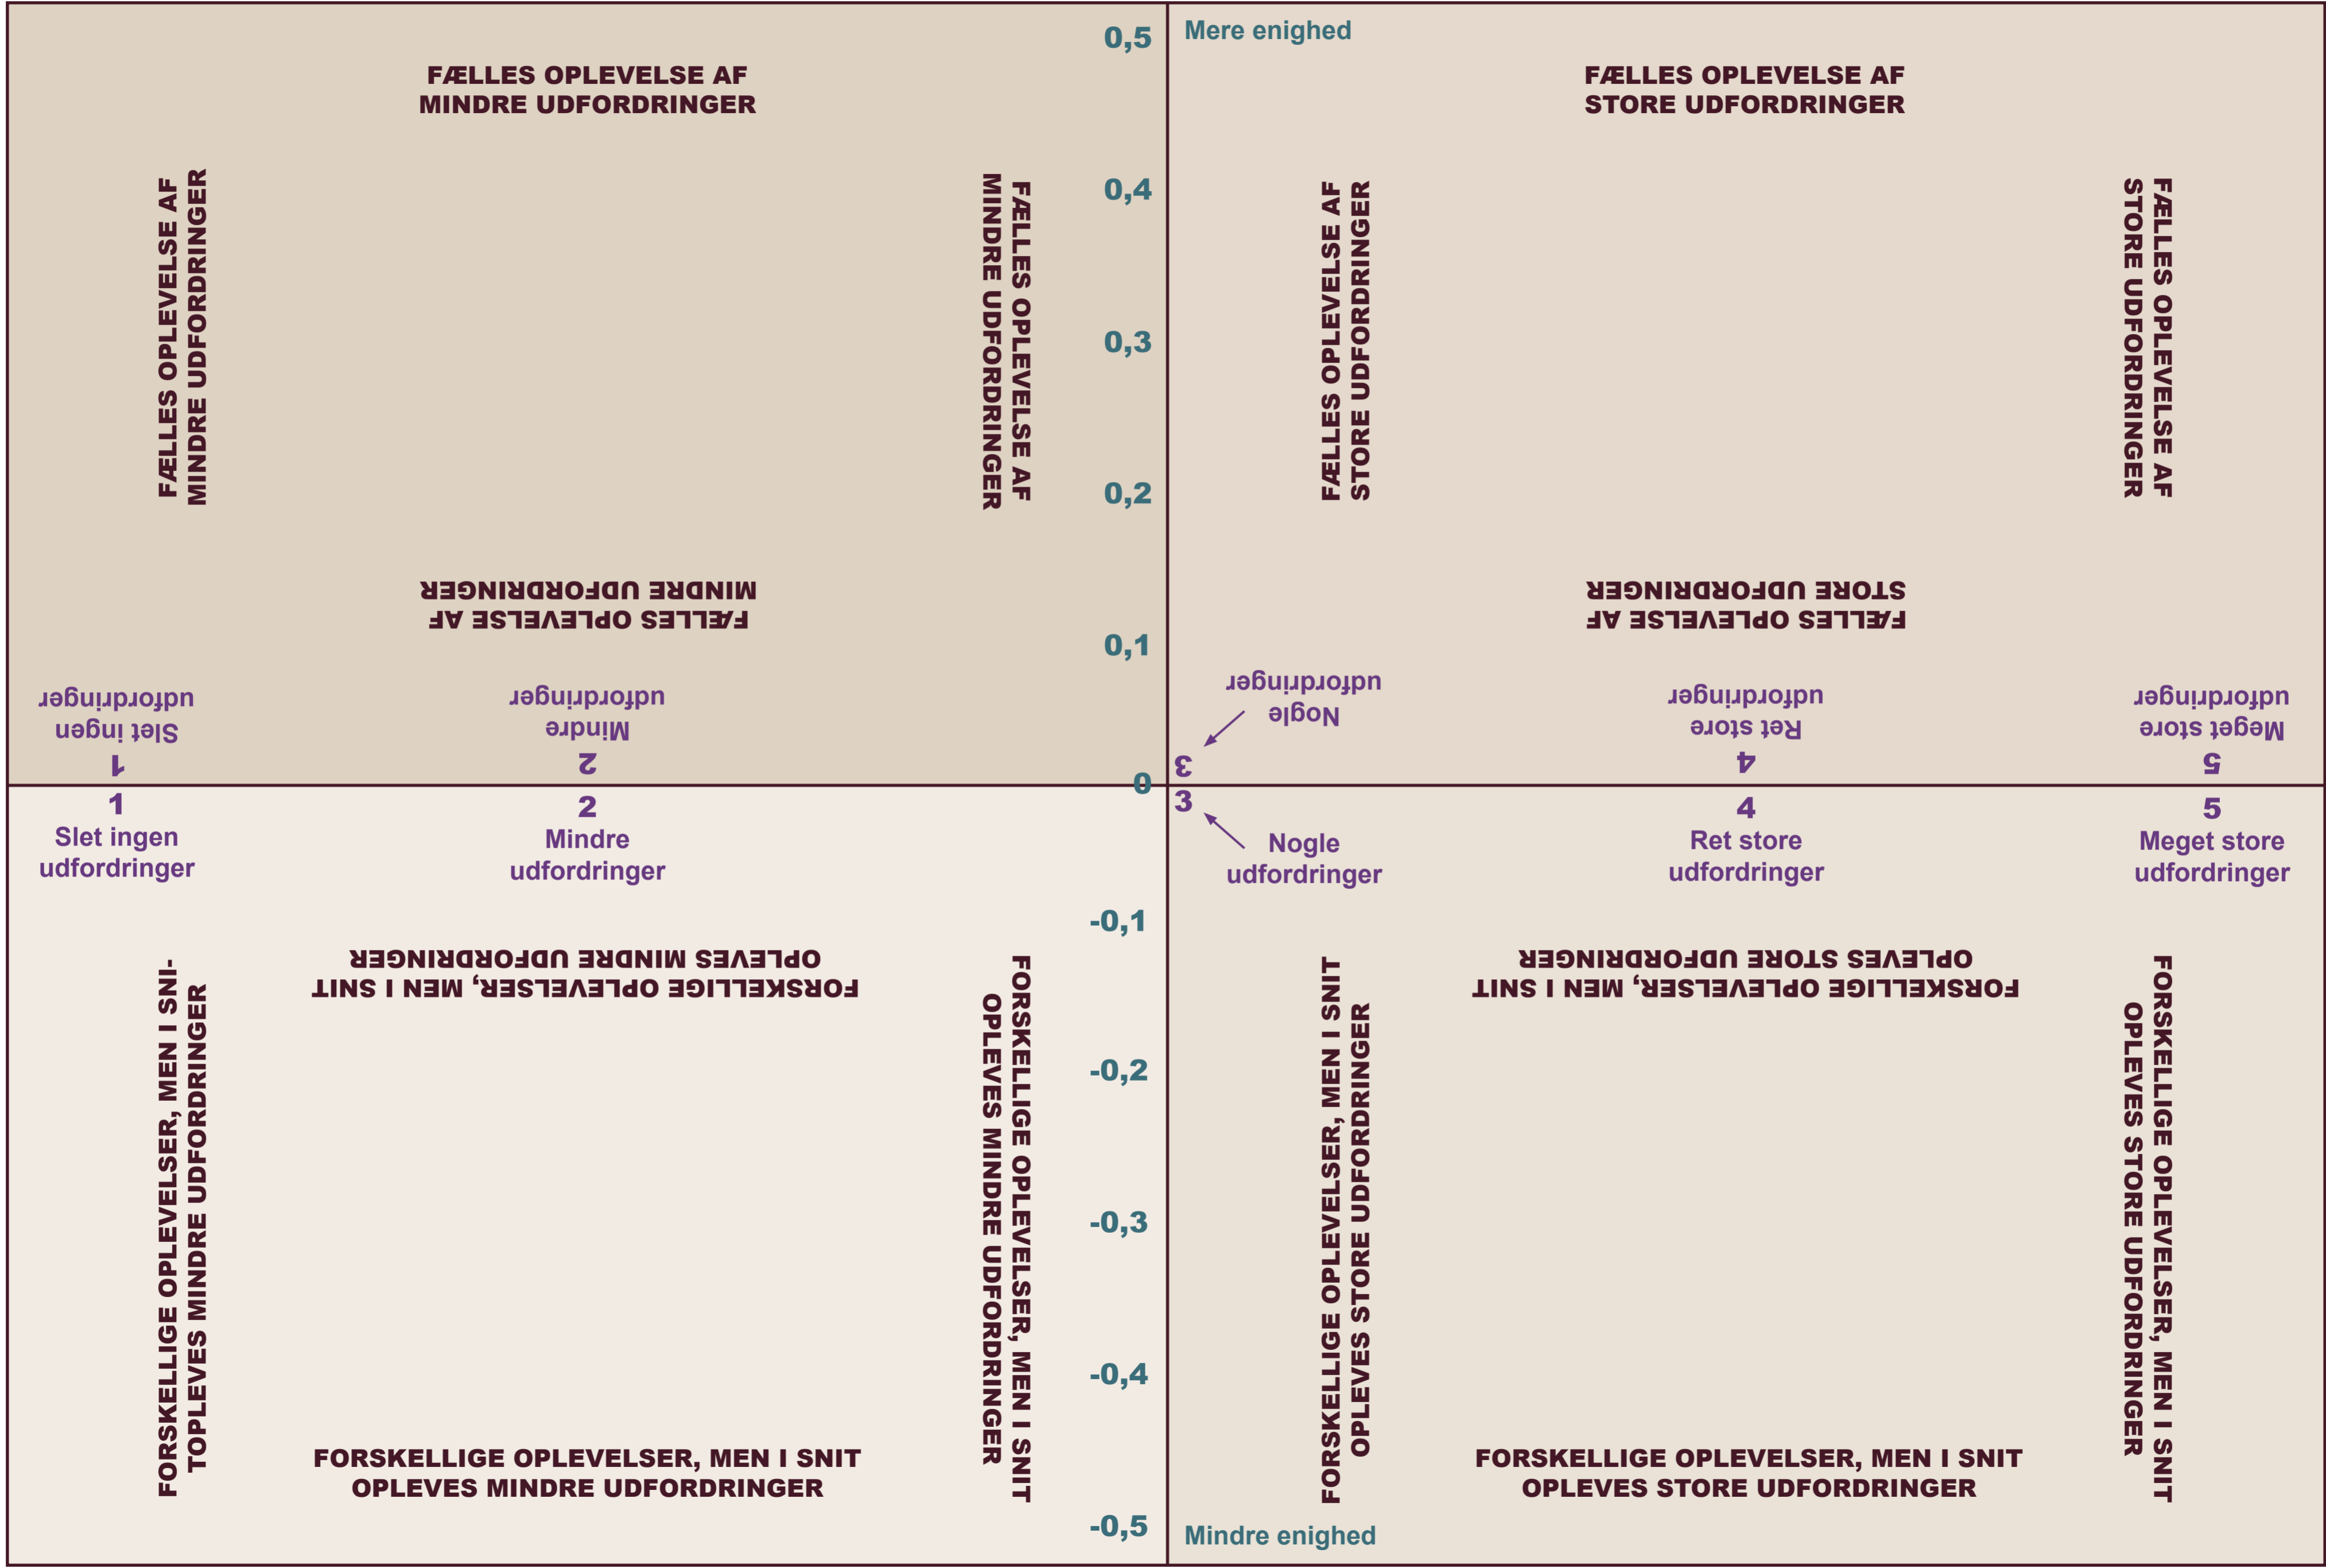 0,5
Mere enighed
FÆLLES OPLEVELSE AF
MINDRE UDFORDRINGER
FÆLLES OPLEVELSE AF
STORE UDFORDRINGER
FÆLLES OPLEVELSE AF
MINDRE UDFORDRINGER
FÆLLES OPLEVELSE AF
MINDRE UDFORDRINGER
0,4
0,3
0,2
FÆLLES OPLEVELSE AF
STORE UDFORDRINGER
FÆLLES OPLEVELSE AF
STORE UDFORDRINGER
FÆLLES OPLEVELSE AF
MINDRE UDFORDRINGER
0,1
FÆLLES OPLEVELSE AF
STORE UDFORDRINGER
1
Slet ingen
udfordringer
2
Mindre
udfordringer
3
Nogle
udfordringer
4
Ret store
udfordringer
5
Meget store
udfordringer
0
1
Slet ingen
udfordringer
2
Mindre
udfordringer
3
Nogle
udfordringer
4
Ret store
udfordringer
5
Meget store
udfordringer
-0,1
FORSKELLIGE OPLEVELSER, MEN I SNIT
OPLEVES MINDRE UDFORDRINGER
FORSKELLIGE OPLEVELSER, MEN I SNIT
OPLEVES STORE UDFORDRINGER
FORSKELLIGE OPLEVELSER, MEN I SNI-
TOPLEVES MINDRE UDFORDRINGER
FORSKELLIGE OPLEVELSER, MEN I SNIT
OPLEVES MINDRE UDFORDRINGER
-0,2
-0,3
-0,4
FORSKELLIGE OPLEVELSER, MEN I SNIT
OPLEVES STORE UDFORDRINGER
FORSKELLIGE OPLEVELSER, MEN I SNIT
OPLEVES STORE UDFORDRINGER
FORSKELLIGE OPLEVELSER, MEN I SNIT
OPLEVES MINDRE UDFORDRINGER
FORSKELLIGE OPLEVELSER, MEN I SNIT
OPLEVES STORE UDFORDRINGER
-0,5
Mindre enighed